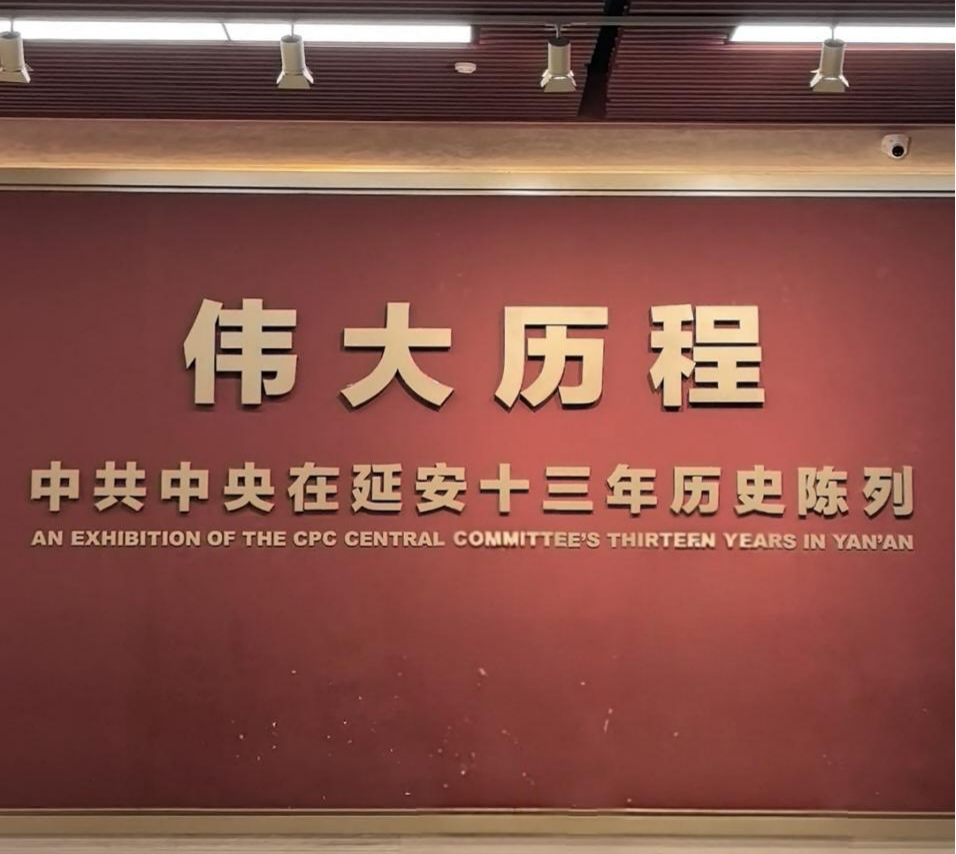 伟大历程
中共中央在延安十三年历史陈列
AN EXHIBITION OF THE CPC CENTRAL COMMITTEE'S THIRTEEN YEARS IN YAN'AN